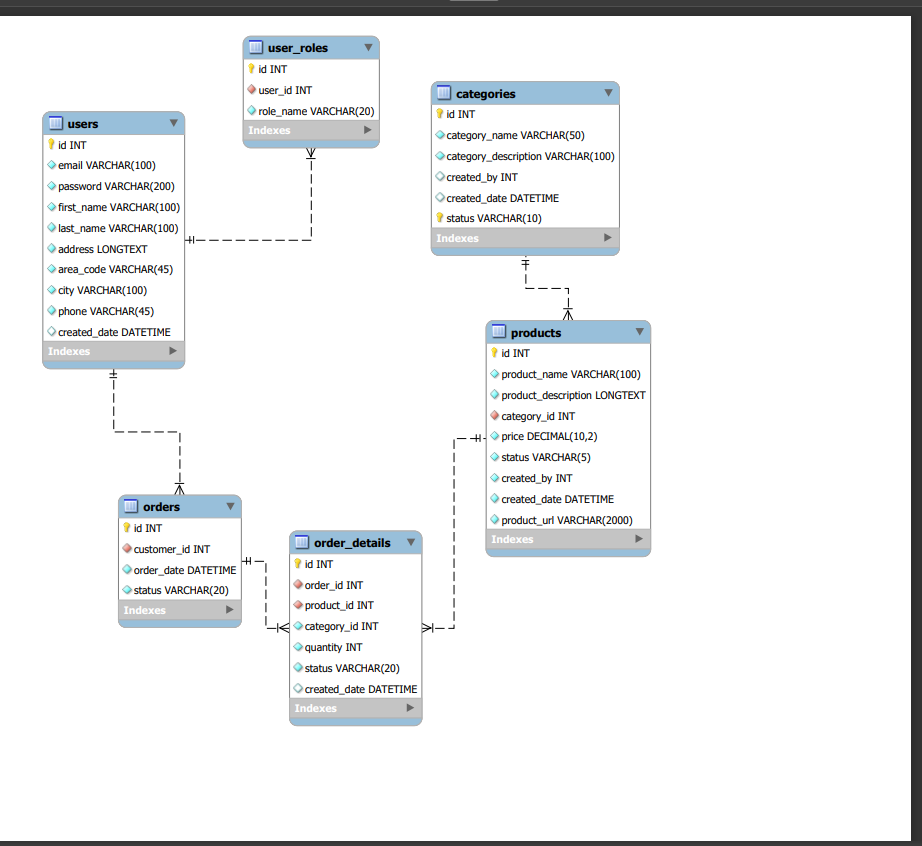 user_roles
id INT
user_id INT
role_name VARCHAR(20)
Indexes
categories
id INT
category_name VARCHAR(50)
category_description VARCHAR(100)
created_by INT
created_date DATETIME
status VARCHAR(10)
Indexes
users
id INT
email VARCHAR(100)
password VARCHAR(200)
first_name VARCHAR(100)
last_name VARCHAR(100)
address LONGTEXT
area_code VARCHAR(45)
city VARCHAR(100)
phone VARCHAR(45)
created_date DATETIME
Indexes
products
id INT
product_name VARCHAR(100)
product_description LONGTEXT
category_id INT
price DECIMAL(10,2)
status VARCHAR(5)
created_by INT
created_date DATETIME
product_url VARCHAR(2000)
Indexes
orders
id INT
customer_id INT
order_date DATETIME
status VARCHAR(20)
Indexes
order_details
id INT
order_id INT
product_id INT
category_id INT
quantity INT
status VARCHAR(20)
created_date DATETIME
Indexes